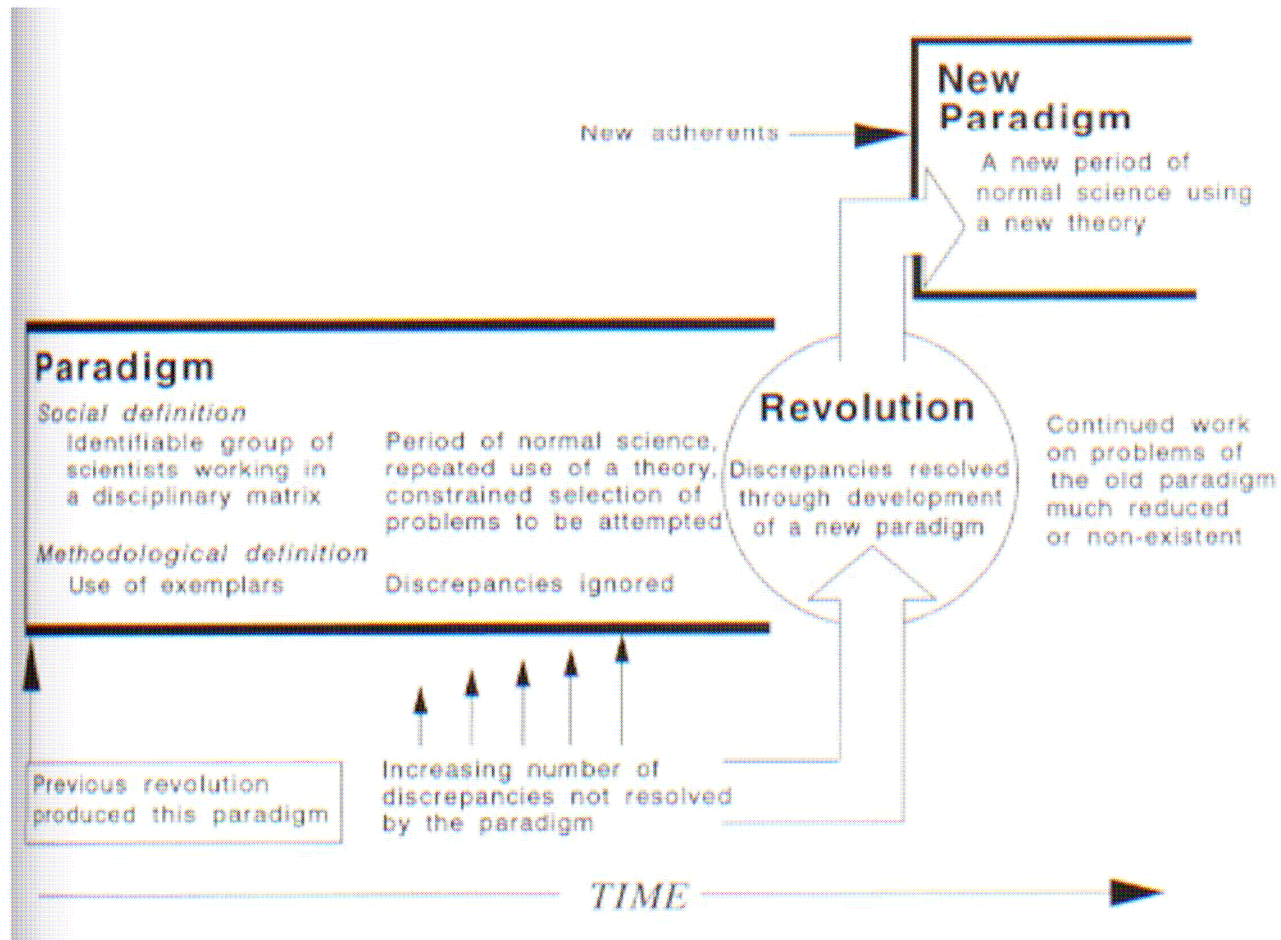 New
Paradigm
A new period of
normal science using
a new theory
New adherents
Paradigm
Social definition
Identifiable group of
scientists working in
a disciplinary matrix
Methodological definition
Use of exemplars
Period of normal science,
repeated use of a theory,
constrained selection of
problems to be attempted
Discrepancies ignored
Revolution
Discrepancies resolved
through development
of a new paradigm
Continued work
on problems of
the old paradigm
much reduced
or non-existent
Previous revolution
produced this paradigm
Increasing number of
discrepancies not resolved
by the paradigm
TIME